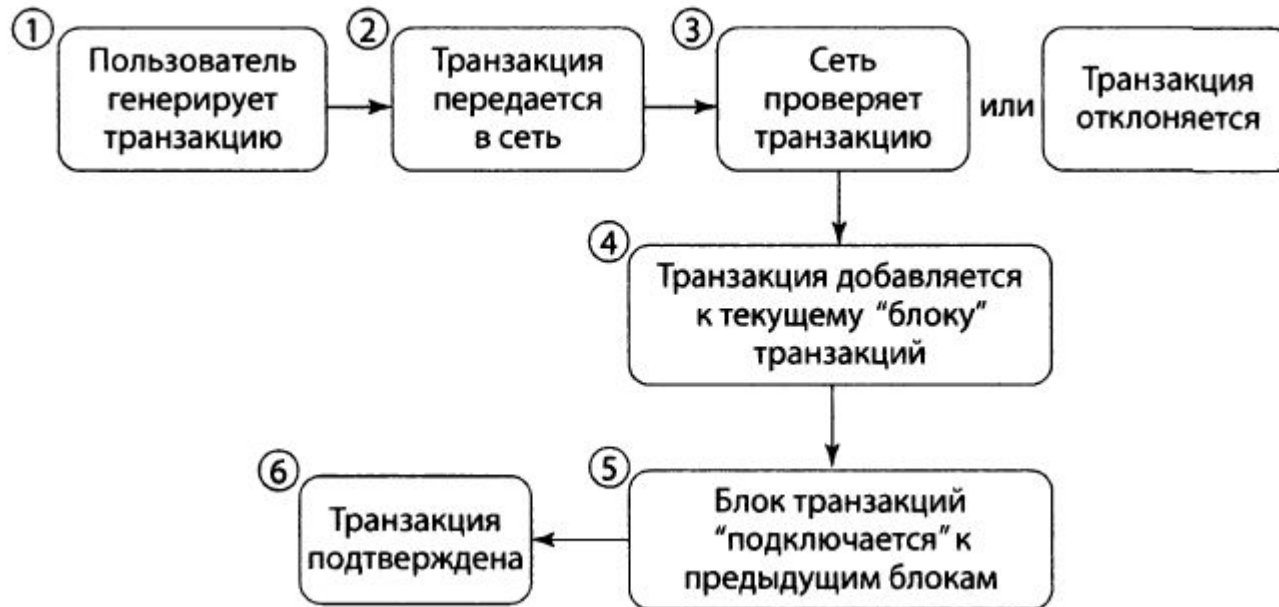 ①
Пользователь
генерирует
транзакцию
②
Транзакция
передается
в сеть
③
Сеть
проверяет
транзакцию
или
Транзакция
отклоняется
④
Транзакция добавляется
к текущему “блоку”
транзакций
⑤
Блок транзакций
“подключается” к
предыдущим блокам
⑥
Транзакция
подтверждена